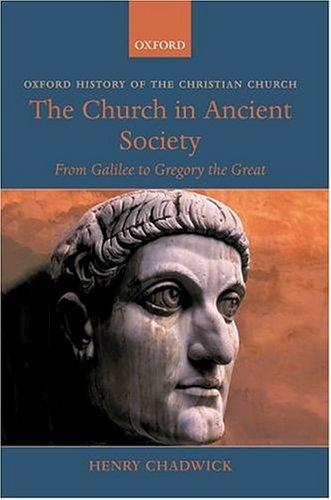 OXFORD
OXFORD HISTORY OF THE CHRISTIAN CHURCH
The Church in Ancient
Society
From Galilee to Gregory the Great
HENRY CHADWICK